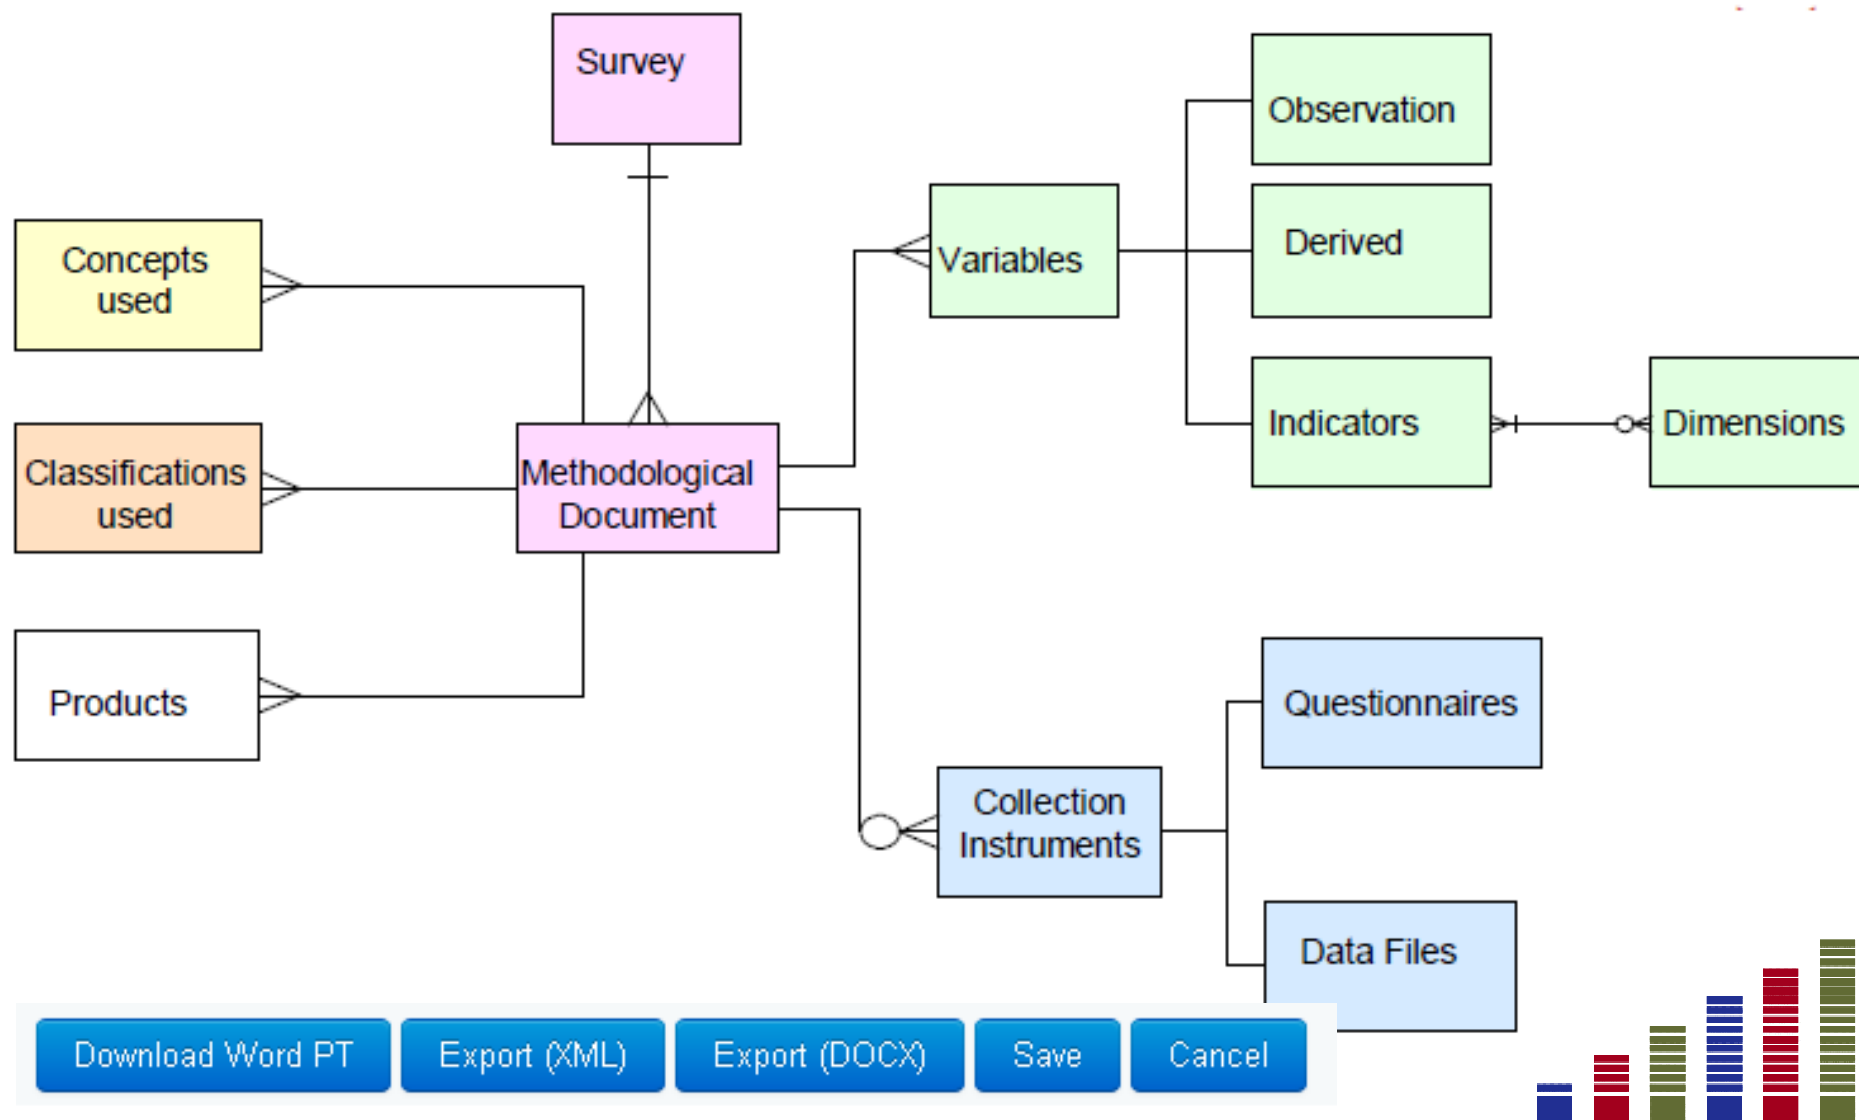 Survey
Observation
Concepts
used
Variables
Derived
Classifications
used
Methodological
Document
Indicators
Dimensions
Products
Questionnaires
Collection
Instruments
Data Files
Download Word PT
Export (XML)
Export (DOCX)
Save
Cancel